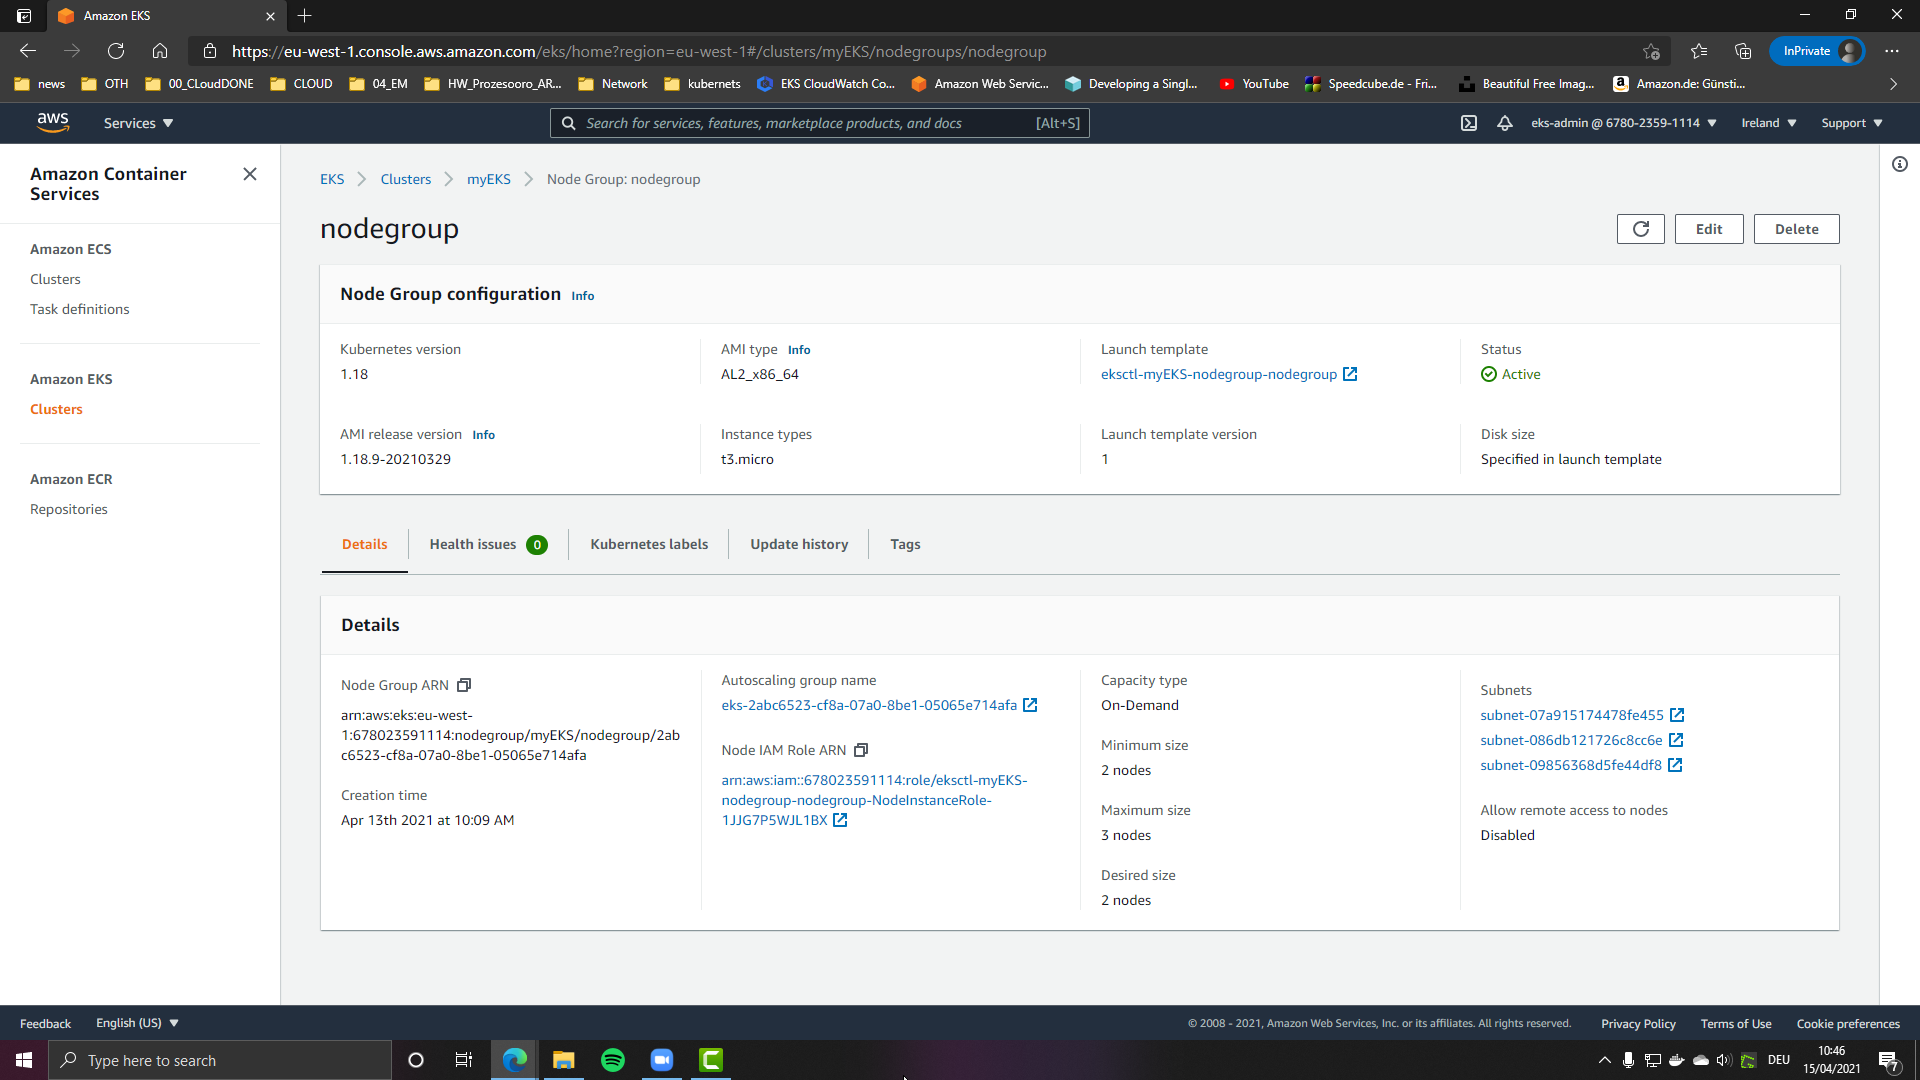 Amazon EKS
https://eu-west-1.console.aws.amazon.com/eks/home?region=eu-west-1#/clusters/myEKS/nodegroups/nodegroup
InPrivate
news OTH 00_CLouDDONE CLOUD 04_EM HW_Prozesooro_AR... Network kubernets EKS CloudWatch Co... Amazon Web Servic... Developing a Singl... YouTube Speedcube.de - Fri... Beautiful Free Imag... Amazon.de: Günsti...
aws Services Search for services, features, marketplace products, and docs [Alt+S] eks-admin @ 6780-2359-1114 Ireland Support
Amazon Container
Services
Amazon ECS
Clusters
Task definitions
Amazon EKS
Clusters
Amazon ECR
Repositories
EKS Clusters myEKS Node Group: nodegroup
nodegroup
Edit Delete
Node Group configuration Info
Kubernetes version
1.18
AMI type Info
AL2_x86_64
Launch template
eksctl-myEKS-nodegroup-nodegroup
Status
Active
AMI release version Info
1.18.9-20210329
Instance types
t3.micro
Launch template version
1
Disk size
Specified in launch template
Details Health issues 0 Kubernetes labels Update history Tags
Details
Node Group ARN
arn:aws:eks:eu-west-
1:678023591114:nodegroup/myEKS/nodegroup/2ab
c6523-cf8a-07a0-8be1-05065e714afa
Creation time
Apr 13th 2021 at 10:09 AM
Autoscaling group name
eks-2abc6523-cf8a-07a0-8be1-05065e714afa
Node IAM Role ARN
arn:aws:iam::678023591114:role/eksctl-myEKS-
nodegroup-nodegroup-NodeInstanceRole-
1JJG7P5WJL1BX
Capacity type
On-Demand
Minimum size
2 nodes
Maximum size
3 nodes
Desired size
2 nodes
Subnets
subnet-07a915174478fe455
subnet-086db121726c8cc6e
subnet-09856368d5fe44df8
Allow remote access to nodes
Disabled
Feedback English (US) © 2008 - 2021, Amazon Web Services, Inc. or its affiliates. All rights reserved. Privacy Policy Terms of Use Cookie preferences
Type here to search
DEU
10:46
15/04/2021
7